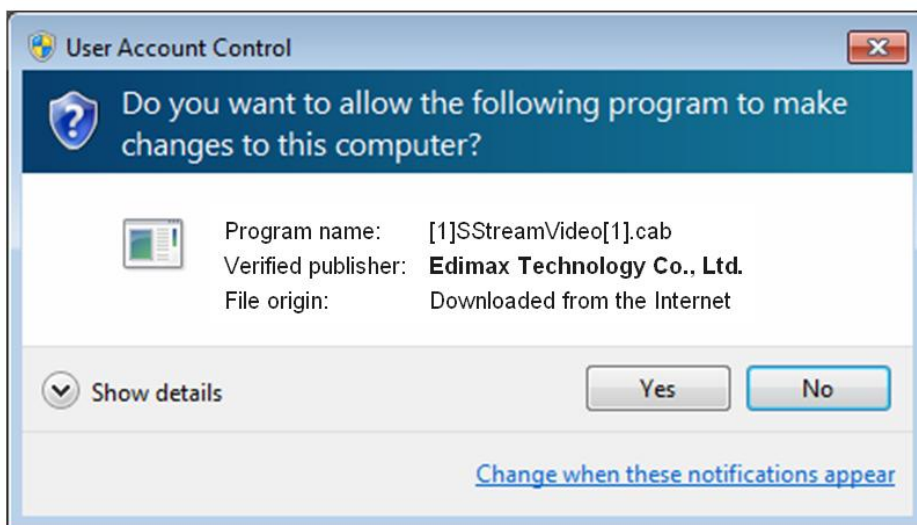 User Account Control
Do you want to allow the following program to make
changes to this computer?
Program name: [1]SStreamVideo[1].cab
Verified publisher: Edimax Technology Co., Ltd.
File origin: Downloaded from the Internet
Show details Yes No
Change when these notifications appear